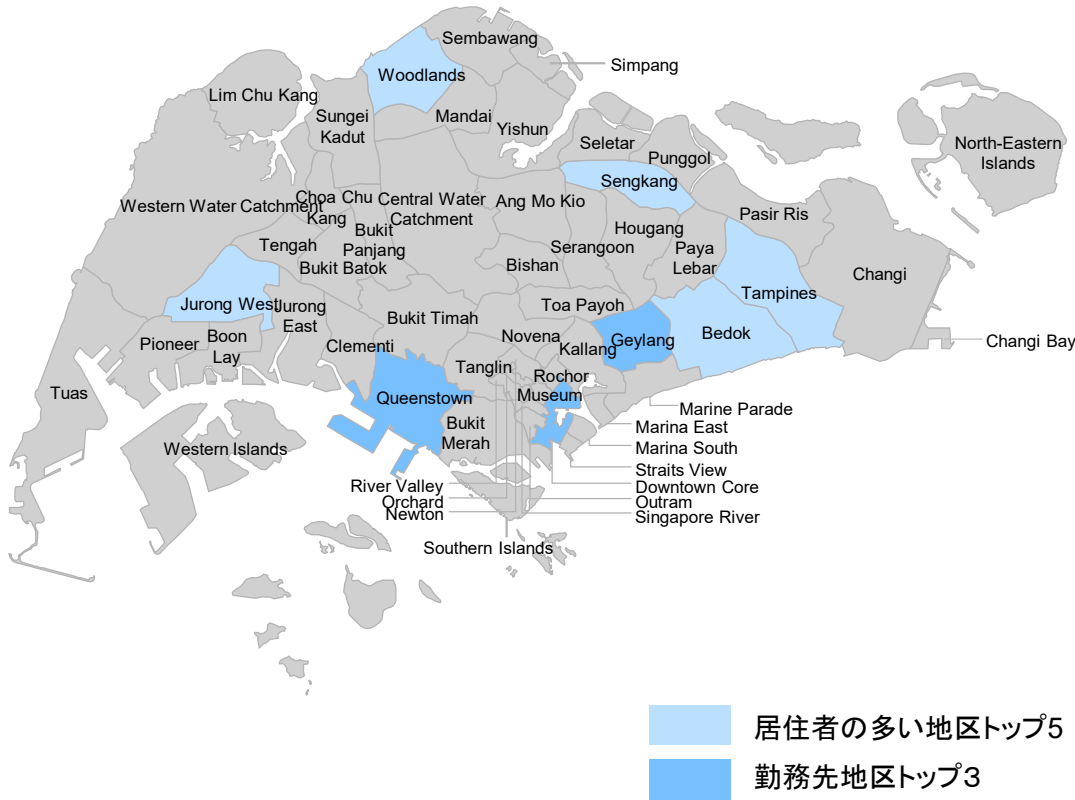 Sembawang
Simpang
Woodlands
Lim Chu Kang
Sungei
Kadut
Mandai
Yishun
Seletar
Punggol
North-Eastern
Islands
Sengkang
Western Water Catchment
Choa Chu
Kang
Central Water
Catchment
Ang Mo Kio
Pasir Ris
Hougang
Bukit
Panjang
Tengah
Serangoon
Paya
Lebar
Bukit Batok
Bishan
Changi
Jurong West
Tampines
Jurong
East
Toa Payoh
Bukit Timah
Pioneer
Boon
Lay
Clementi
Novena
Kallang
Geylang
Bedok
Changi Bay
Tanglin
Rochor
Museum
Tuas
Queenstown
Marine Parade
Bukit
Merah
Marina East
Western Islands
Marina South
Straits View
River Valley
Downtown Core
Orchard
Outram
Newton
Singapore River
Southern Islands
居住者の多い地区トップ5
勤務先地区トップ3